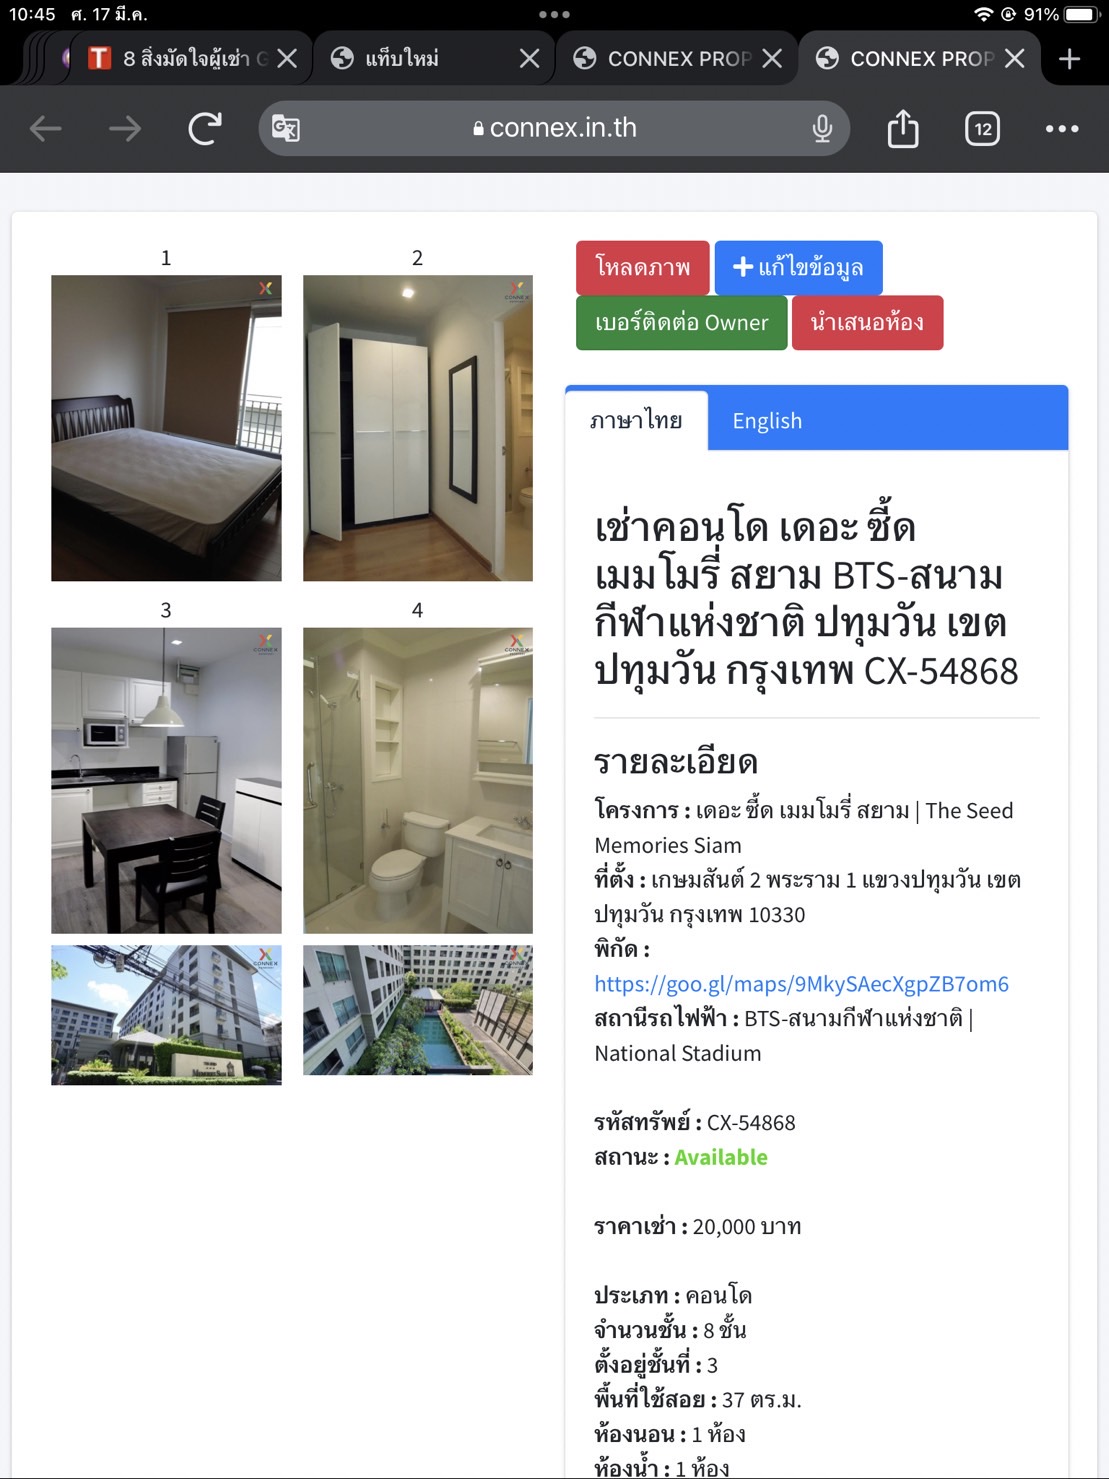 10:45 ศ. 17 มี.ค.
91%
8 สิ่งมัดใจผู้เช่า
แท็บใหม่
CONNEX PROP
CONNEX PROP
connex.in.th
12
1
2
3
4
CONNEX
CONNEX
CONNEX
CONNEX
CONNEX
โหลดภาพ
แก้ไขข้อมูล
เบอร์ติดต่อ Owner
นำเสนอห้อง
ภาษาไทย
English
เช่าคอนโด เดอะ ซี้ด
เมมโมรี่ สยาม BTS-สนาม
กีฬาแห่งชาติ ปทุมวัน เขต
ปทุมวัน กรุงเทพ CX-54868
รายละเอียด
โครงการ : เดอะ ซี้ด เมมโมรี่ สยาม | The Seed
Memories Siam
ที่ตั้ง : เกษมสันต์ 2 พระราม 1 แขวงปทุมวัน เขต
ปทุมวัน กรุงเทพ 10330
พิกัด :
https://goo.gl/maps/9MkySAecXgpZB7om6
สถานีรถไฟฟ้า : BTS-สนามกีฬาแห่งชาติ |
National Stadium
รหัสทรัพย์ : CX-54868
สถานะ : Available
ราคาเช่า : 20,000 บาท
ประเภท : คอนโด
จำนวนชั้น : 8 ชั้น
ตั้งอยู่ชั้นที่ : 3
พื้นที่ใช้สอย : 37 ตร.ม.
ห้องนอน : 1 ห้อง
ห้องน้ำ : 1 ห้อง